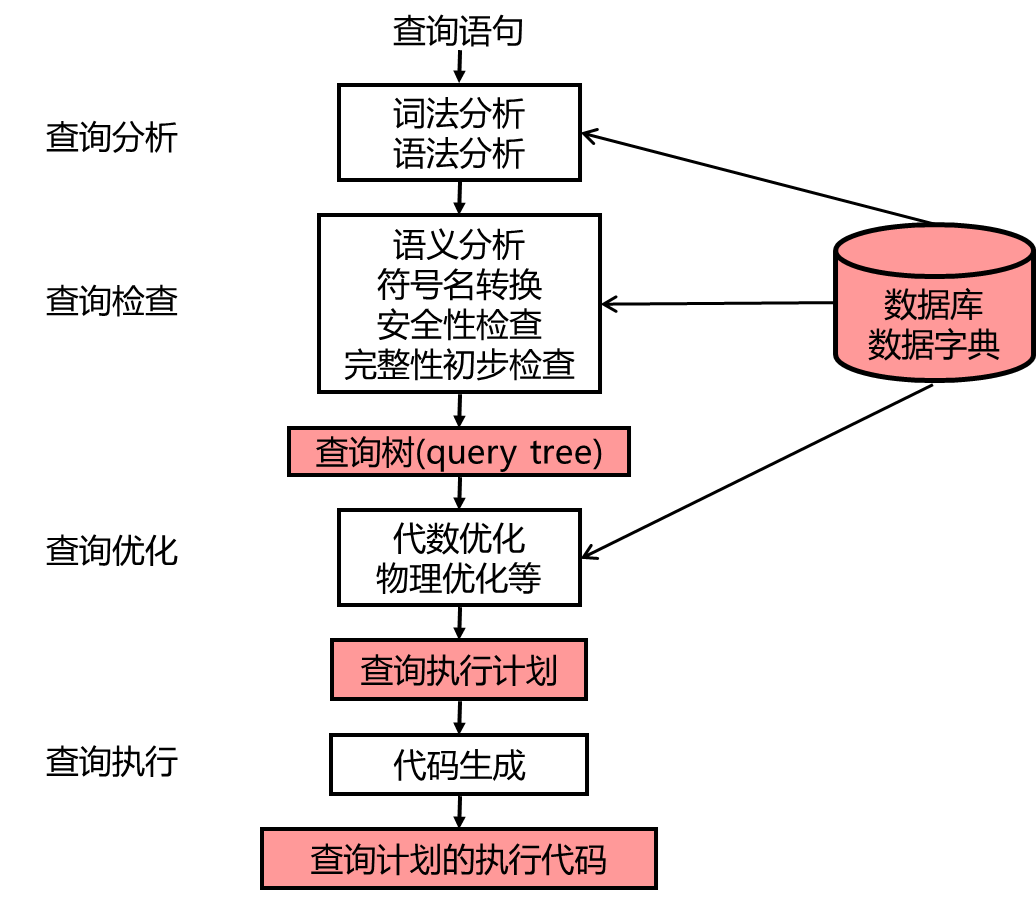 查询语句
查询分析
词法分析
语法分析
查询检查
语义分析
符号名转换
安全性检查
完整性初步检查
数据库
数据字典
查询树(query tree)
查询优化
代数优化
物理优化等
查询执行计划
查询执行
代码生成
查询计划的执行代码